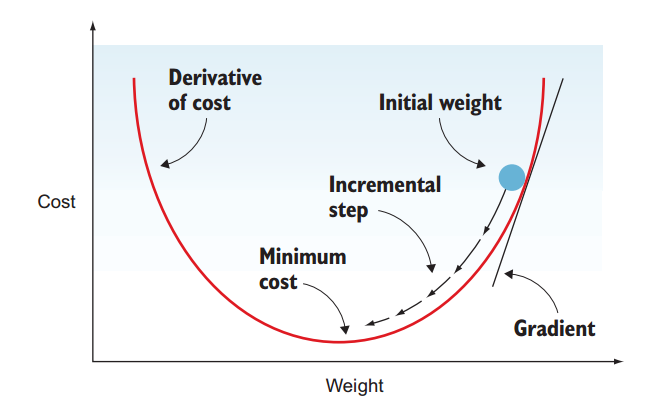 Derivative
of cost
Initial weight
Incremental
step
Cost
Minimum
cost
Gradient
Weight